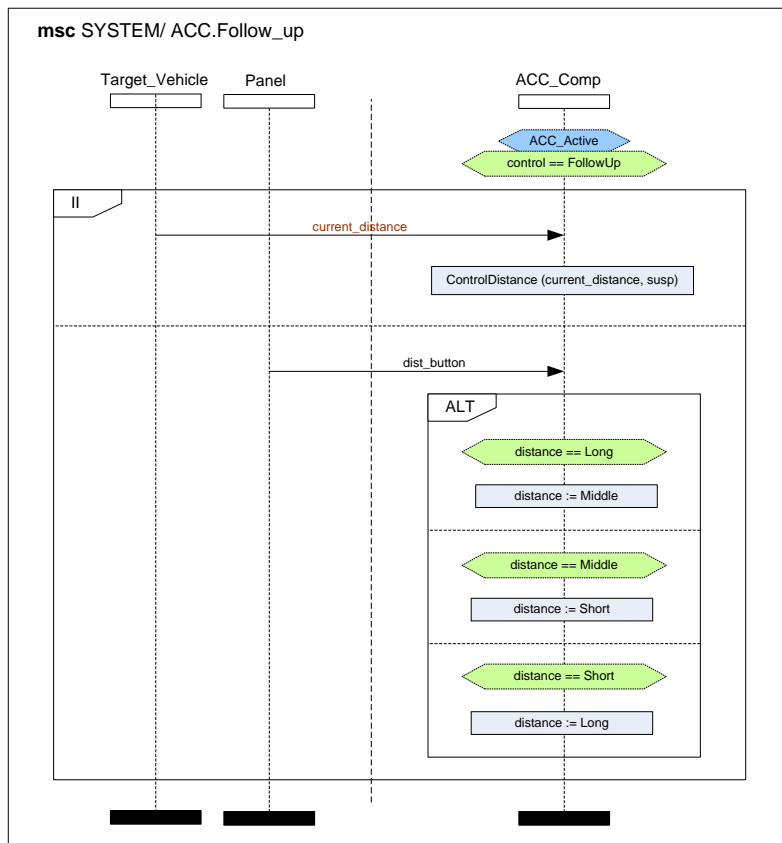 msc SYSTEM/ ACC.Follow_up
Target_Vehicle
Panel
ACC_Comp
ACC_Active
control == FollowUp
II
current_distance
ControlDistance (current_distance, susp)
dist_button
ALT
distance == Long
distance := Middle
distance == Middle
distance := Short
distance == Short
distance := Long